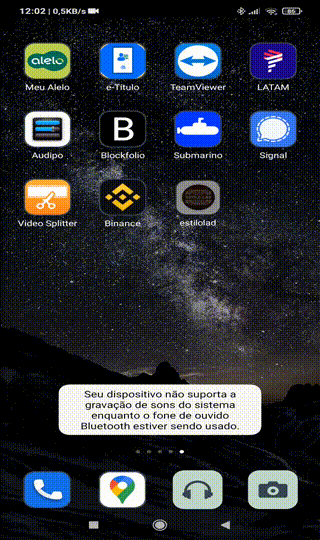 12:02 | 0,5KB/s
86
alelo
Meu Alelo
e-Título
TeamViewer
LATAM
Audipo
B
Blockfolio
Submarino
Signal
Video Splitter
Binance
estilolad
Seu dispositivo não suporta a
gravação de sons do sistema
enquanto o fone de ouvido
Bluetooth estiver sendo usado.